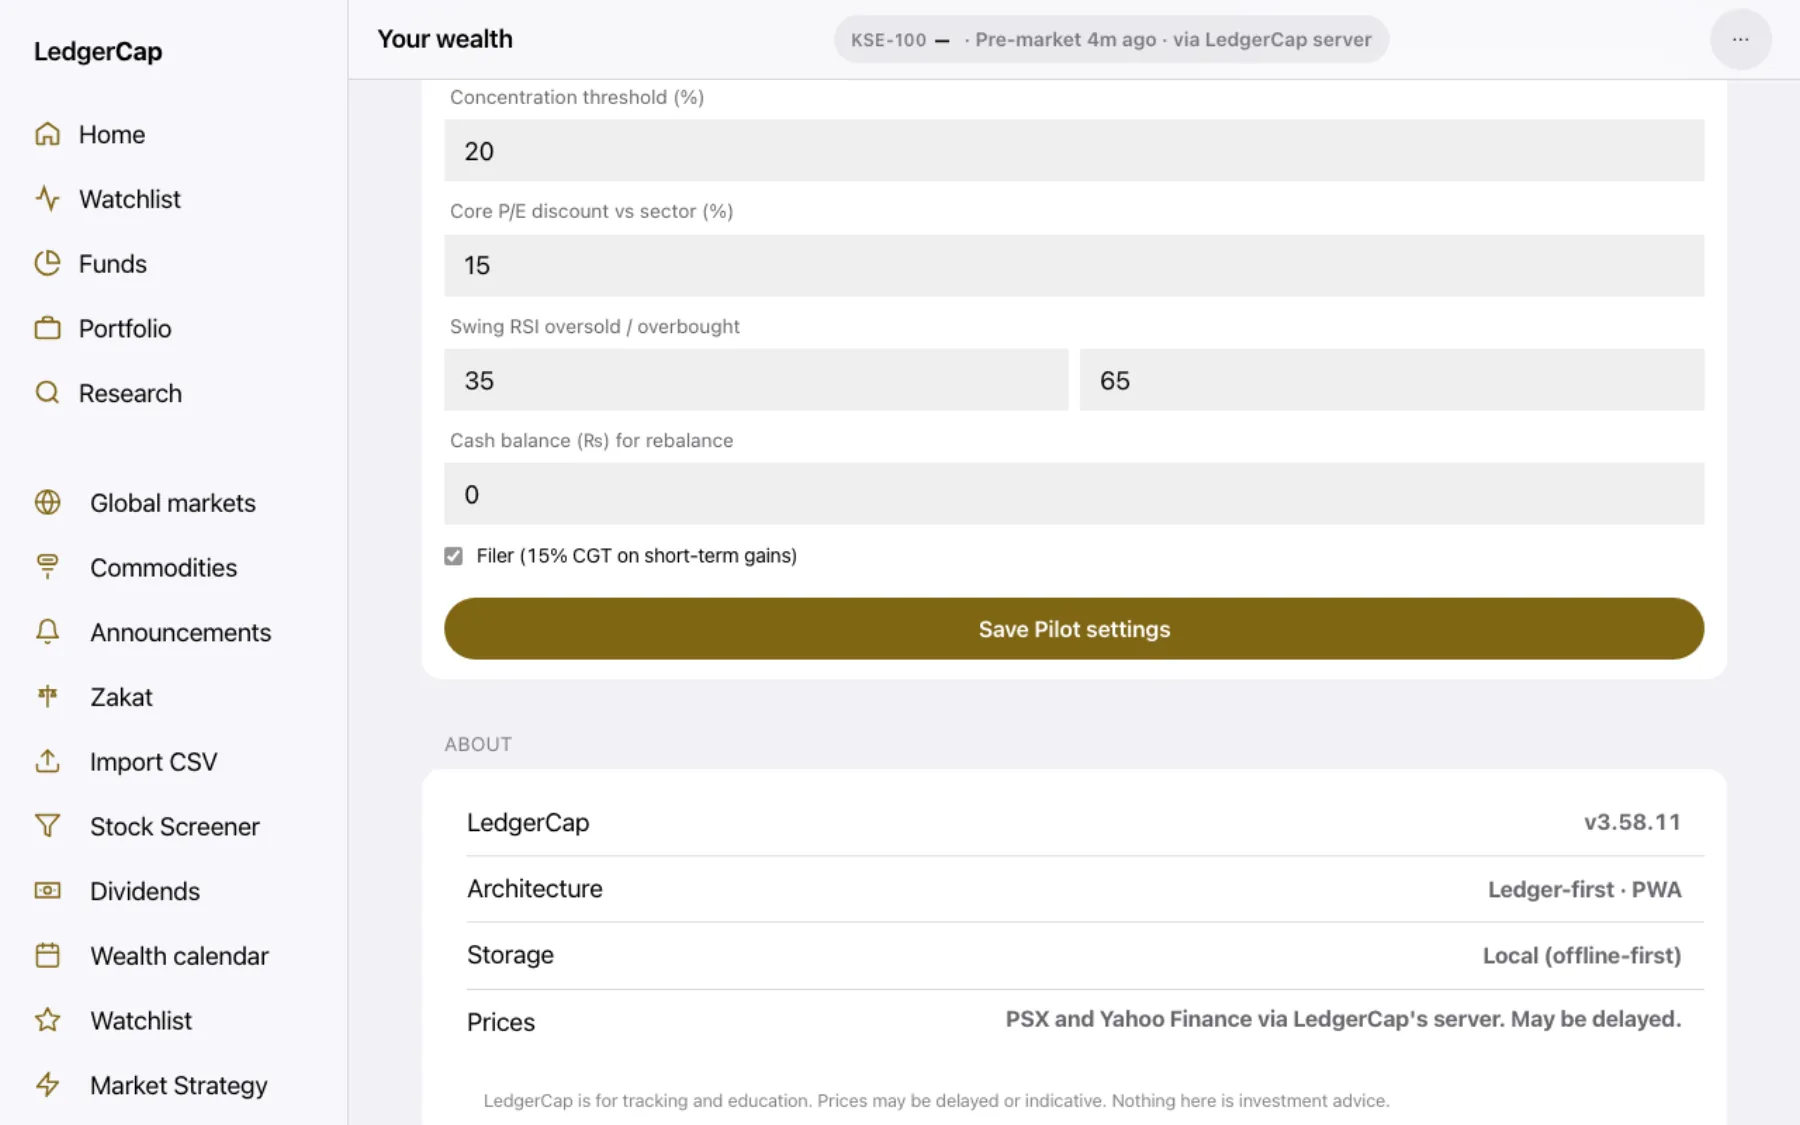 LedgerCap
Home
Watchlist
Funds
Portfolio
Research
Global markets
Commodities
Announcements
Zakat
Import CSV
Stock Screener
Dividends
Wealth calendar
Watchlist
Market Strategy
Your wealth
KSE-100 — · Pre-market 4m ago · via LedgerCap server
...
Concentration threshold (%)
20
Core P/E discount vs sector (%)
15
Swing RSI oversold / overbought
35 65
Cash balance (Rs) for rebalance
0
Filer (15% CGT on short-term gains)
Save Pilot settings
ABOUT
LedgerCap v3.58.11
Architecture Ledger-first · PWA
Storage Local (offline-first)
Prices PSX and Yahoo Finance via LedgerCap's server. May be delayed.
LedgerCap is for tracking and education. Prices may be delayed or indicative. Nothing here is investment advice.